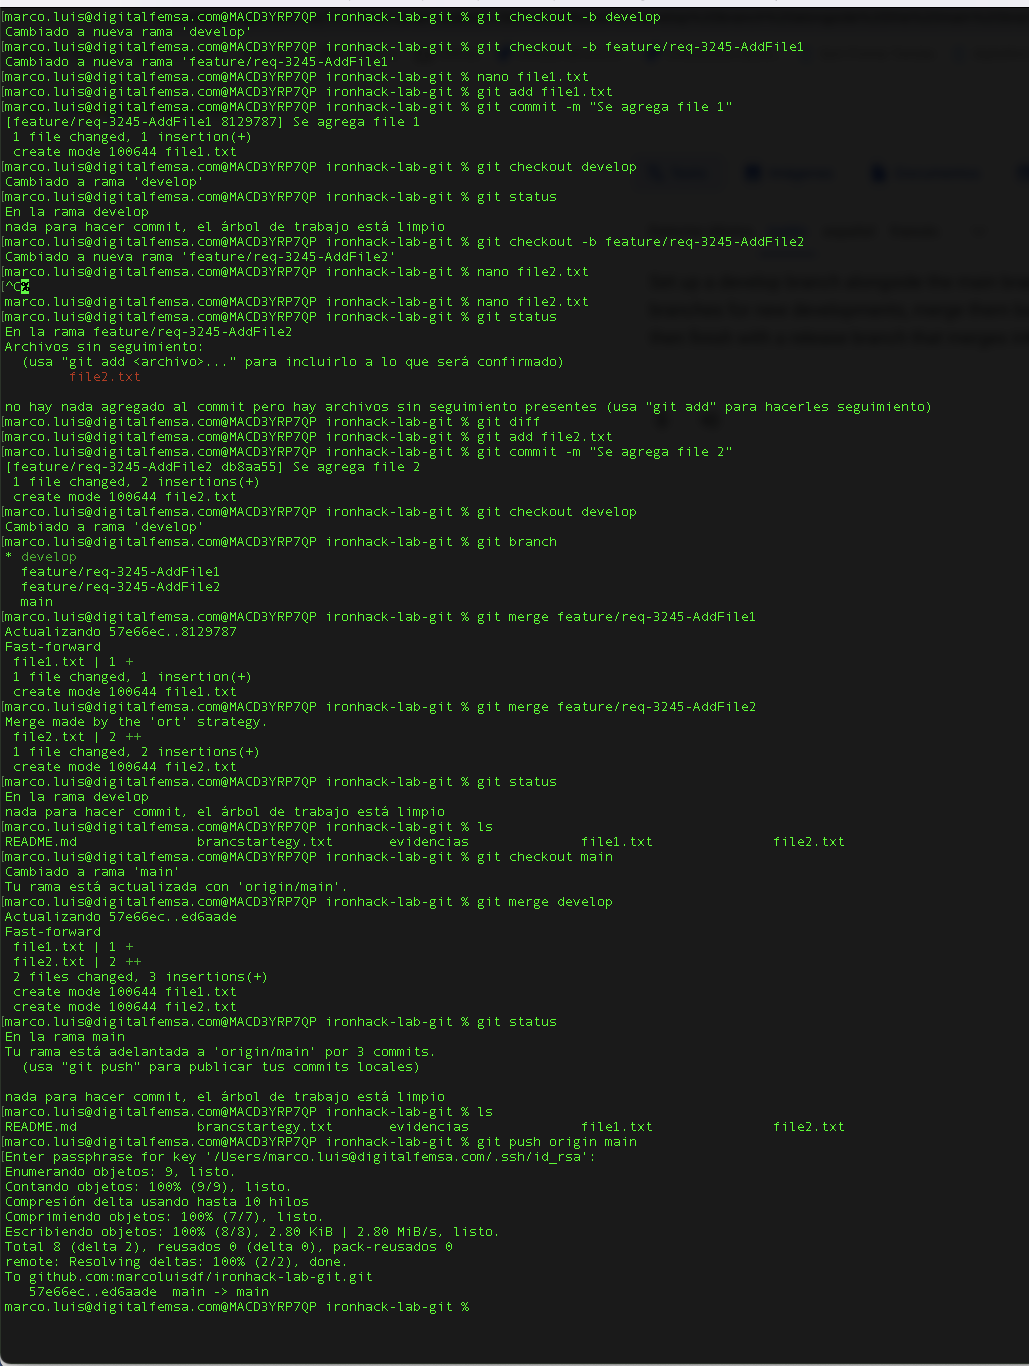 [marco.luis@digitalfemsa.com@MACD3YRP7QP ironhack-lab-git % git checkout -b develop
Cambiado a nueva rama 'develop'
[marco.luis@digitalfemsa.com@MACD3YRP7QP ironhack-lab-git % git checkout -b feature/req-3245-AddFile1
Cambiado a nueva rama 'feature/req-3245-AddFile1'
[marco.luis@digitalfemsa.com@MACD3YRP7QP ironhack-lab-git % nano file1.txt
[marco.luis@digitalfemsa.com@MACD3YRP7QP ironhack-lab-git % git add file1.txt
[marco.luis@digitalfemsa.com@MACD3YRP7QP ironhack-lab-git % git commit -m "Se agrega file 1"
[feature/req-3245-AddFile1 8129787] Se agrega file 1
 1 file changed, 1 insertion(+)
 create mode 100644 file1.txt
[marco.luis@digitalfemsa.com@MACD3YRP7QP ironhack-lab-git % git checkout develop
Cambiado a rama 'develop'
[marco.luis@digitalfemsa.com@MACD3YRP7QP ironhack-lab-git % git status
En la rama develop
nada para hacer commit, el árbol de trabajo está limpio
[marco.luis@digitalfemsa.com@MACD3YRP7QP ironhack-lab-git % git checkout -b feature/req-3245-AddFile2
Cambiado a nueva rama 'feature/req-3245-AddFile2'
[marco.luis@digitalfemsa.com@MACD3YRP7QP ironhack-lab-git % nano file2.txt
[^C
marco.luis@digitalfemsa.com@MACD3YRP7QP ironhack-lab-git % nano file2.txt
[marco.luis@digitalfemsa.com@MACD3YRP7QP ironhack-lab-git % git status
En la rama feature/req-3245-AddFile2
Archivos sin seguimiento:
  (usa "git add <archivo>..." para incluirlo a lo que será confirmado)
        file2.txt
no hay nada agregado al commit pero hay archivos sin seguimiento presentes (usa "git add" para hacerles seguimiento)
[marco.luis@digitalfemsa.com@MACD3YRP7QP ironhack-lab-git % git diff
[marco.luis@digitalfemsa.com@MACD3YRP7QP ironhack-lab-git % git add file2.txt
[marco.luis@digitalfemsa.com@MACD3YRP7QP ironhack-lab-git % git commit -m "Se agrega file 2"
[feature/req-3245-AddFile2 db8aa55] Se agrega file 2
 1 file changed, 2 insertions(+)
 create mode 100644 file2.txt
[marco.luis@digitalfemsa.com@MACD3YRP7QP ironhack-lab-git % git checkout develop
Cambiado a rama 'develop'
[marco.luis@digitalfemsa.com@MACD3YRP7QP ironhack-lab-git % git branch
* develop
  feature/req-3245-AddFile1
  feature/req-3245-AddFile2
  main
[marco.luis@digitalfemsa.com@MACD3YRP7QP ironhack-lab-git % git merge feature/req-3245-AddFile1
Actualizando 57e66ec..8129787
Fast-forward
 file1.txt | 1 +
 1 file changed, 1 insertion(+)
 create mode 100644 file1.txt
[marco.luis@digitalfemsa.com@MACD3YRP7QP ironhack-lab-git % git merge feature/req-3245-AddFile2
Merge made by the 'ort' strategy.
 file2.txt | 2 ++
 1 file changed, 2 insertions(+)
 create mode 100644 file2.txt
[marco.luis@digitalfemsa.com@MACD3YRP7QP ironhack-lab-git % git status
En la rama develop
nada para hacer commit, el árbol de trabajo está limpio
[marco.luis@digitalfemsa.com@MACD3YRP7QP ironhack-lab-git % ls
README.md brancstartegy.txt evidencias file1.txt file2.txt
[marco.luis@digitalfemsa.com@MACD3YRP7QP ironhack-lab-git % git checkout main
Cambiado a rama 'main'
Tu rama está actualizada con 'origin/main'.
[marco.luis@digitalfemsa.com@MACD3YRP7QP ironhack-lab-git % git merge develop
Actualizando 57e66ec..ed6aade
Fast-forward
 file1.txt | 1 +
 file2.txt | 2 ++
 2 files changed, 3 insertions(+)
 create mode 100644 file1.txt
 create mode 100644 file2.txt
[marco.luis@digitalfemsa.com@MACD3YRP7QP ironhack-lab-git % git status
En la rama main
Tu rama está adelantada a 'origin/main' por 3 commits.
  (usa "git push" para publicar tus commits locales)
nada para hacer commit, el árbol de trabajo está limpio
[marco.luis@digitalfemsa.com@MACD3YRP7QP ironhack-lab-git % ls
README.md brancstartegy.txt evidencias file1.txt file2.txt
[marco.luis@digitalfemsa.com@MACD3YRP7QP ironhack-lab-git % git push origin main
[Enter passphrase for key '/Users/marco.luis@digitalfemsa.com/.ssh/id_rsa':
Enumerando objetos: 9, listo.
Contando objetos: 100% (9/9), listo.
Compresión delta usando hasta 10 hilos
Comprimiendo objetos: 100% (7/7), listo.
Escribiendo objetos: 100% (8/8), 2.80 KiB | 2.80 MiB/s, listo.
Total 8 (delta 2), reusados 0 (delta 0), pack-reusados 0
remote: Resolving deltas: 100% (2/2), done.
To github.com:marcoluisdf/ironhack-lab-git.git
   57e66ec..ed6aade  main -> main
marco.luis@digitalfemsa.com@MACD3YRP7QP ironhack-lab-git %